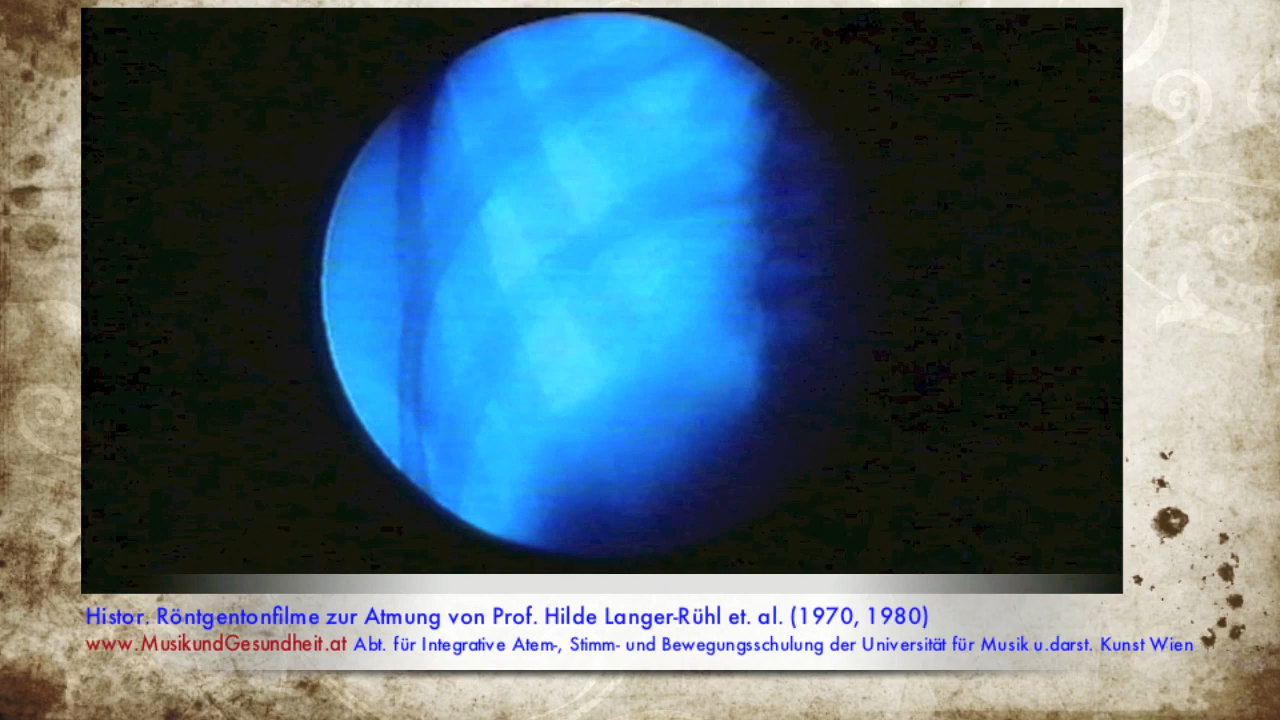 Histor. Röntgentonfilme zur Atmung von Prof. Hilde Langer-Rühl et. al. (1970, 1980)
www.MusikundGesundheit.at Abt. für Integrative Atem-, Stimm- und Bewegungsschulung der Universität für Musik u.darst. Kunst Wien